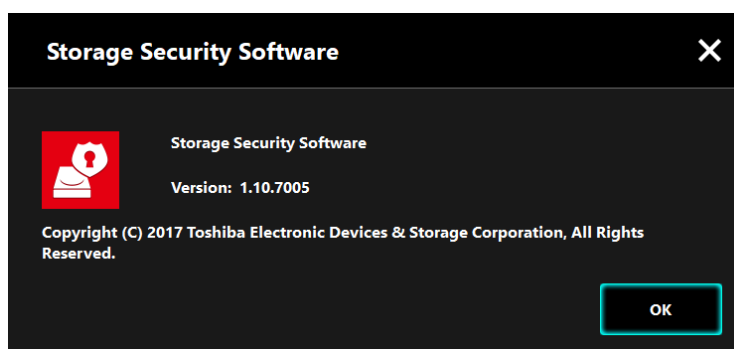 Storage Security Software
Storage Security Software
Version: 1.10.7005
Copyright (C) 2017 Toshiba Electronic Devices & Storage Corporation, All Rights
Reserved.
OK